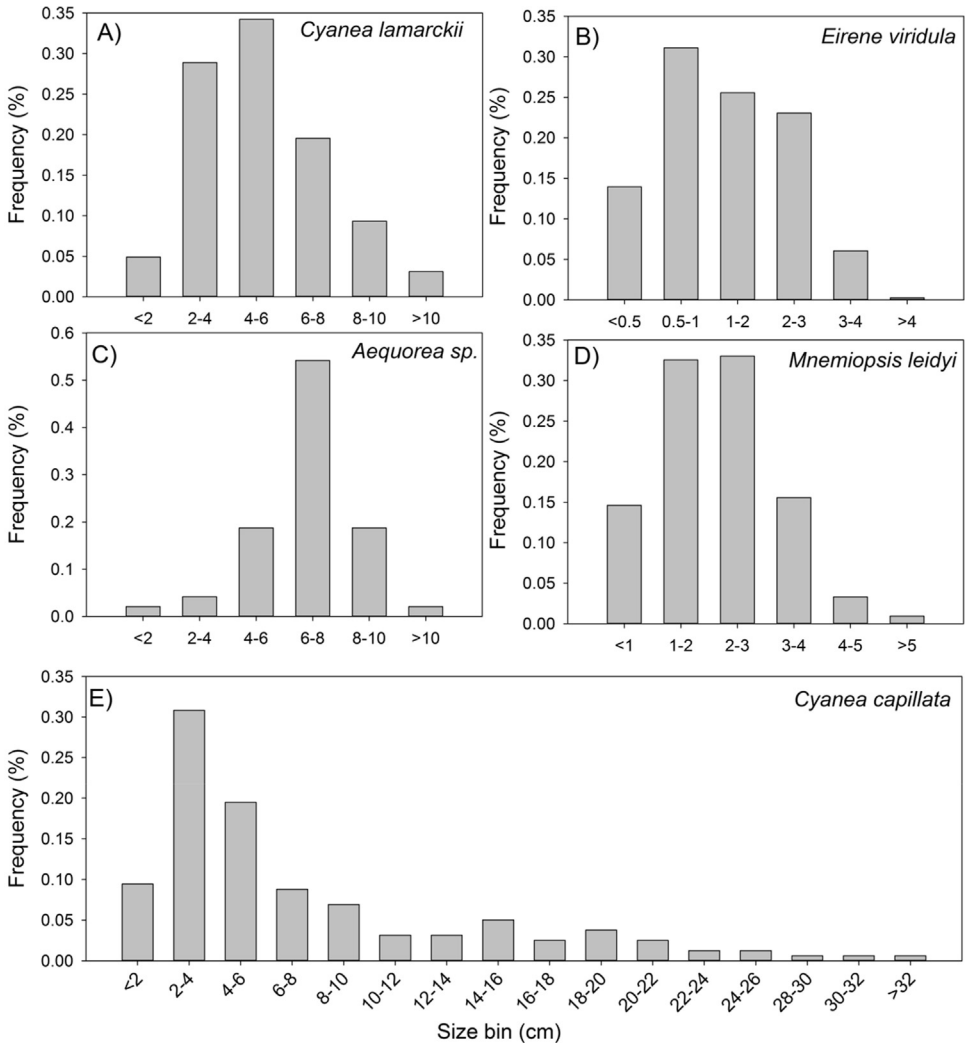 A)
Cyanea lamarckii
Frequency (%)
0.35
0.30
0.25
0.20
0.15
0.10
0.05
0.00
<2 2-4 4-6 6-8 8-10 >10
B)
Eirene viridula
Frequency (%)
0.35
0.30
0.25
0.20
0.15
0.10
0.05
0.00
<0.5 0.5-1 1-2 2-3 3-4 >4
C)
Aequorea sp.
Frequency (%)
0.6
0.5
0.4
0.3
0.2
0.1
0.0
<2 2-4 4-6 6-8 8-10 >10
D)
Mnemiopsis leidyi
Frequency (%)
0.35
0.30
0.25
0.20
0.15
0.10
0.05
0.00
<1 1-2 2-3 3-4 4-5 >5
E)
Cyanea capillata
Frequency (%)
0.35
0.30
0.25
0.20
0.15
0.10
0.05
0.00
<2 2-4 4-6 6-8 8-10 10-12 12-14 14-16 16-18 18-20 20-22 22-24 24-26 28-30 30-32 >32
Size bin (cm)